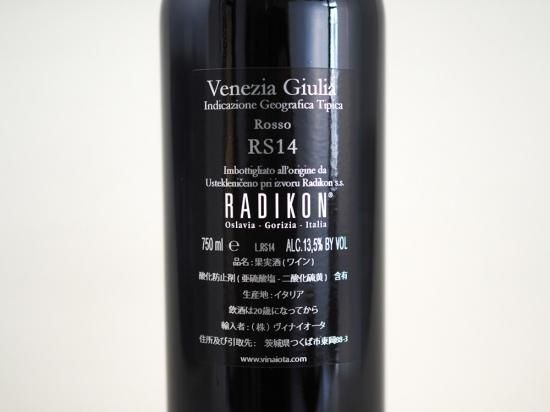 Venezia Giulia
Indicazione Geografica Tipica
Rosso
RS14
Imbottigliato all'origine da
Ustekleničeno pri izvoru Radikon s.s.
RADIKON®
Oslavia - Gorizia - Italia
750 ml e L.RS14 ALC.13,5% BY VOL
品名：果実酒(ワイン)
酸化防止剤(亜硫酸塩-二酸化硫黄) 含有
生産地：イタリア
飲酒は20歳になってから
輸入者：(株)ヴィナイオータ
住所及び引取先： 茨城県つくば市東岡88-3
www.vinaiota.com